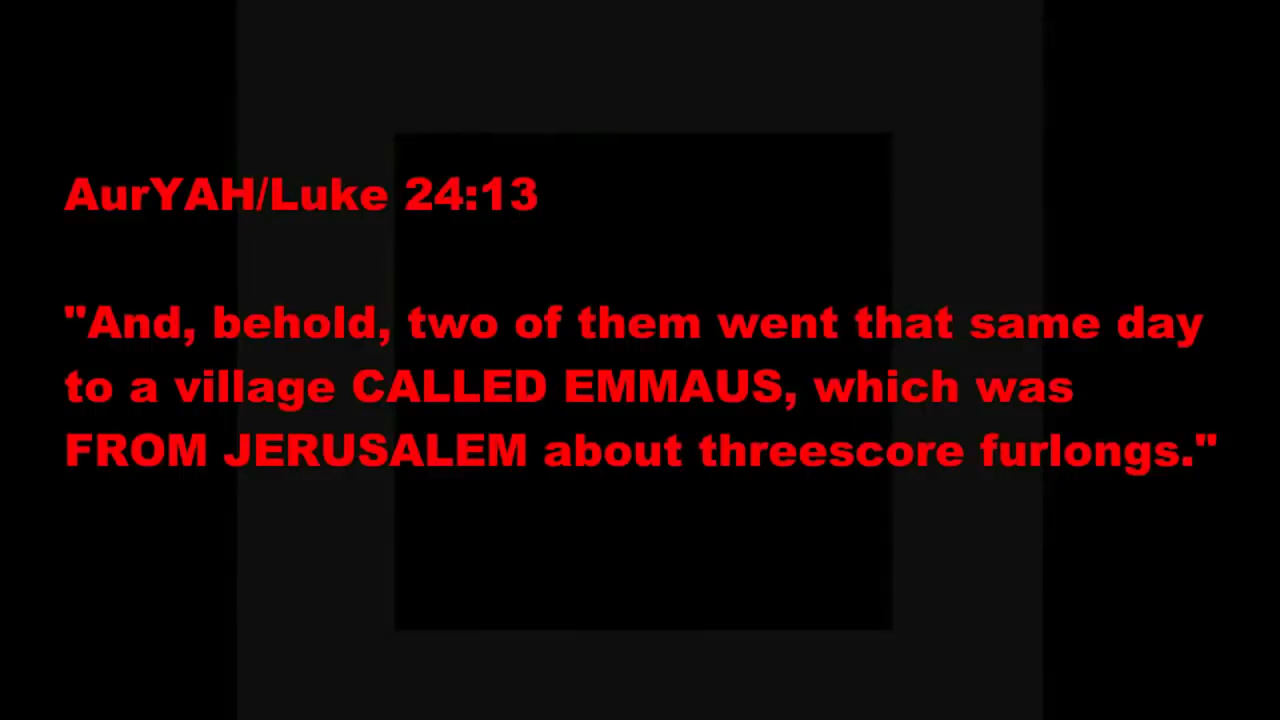 AurYAH/Luke 24:13
"And, behold, two of them went that same day
to a village CALLED EMMAUS, which was
FROM JERUSALEM about threescore furlongs."